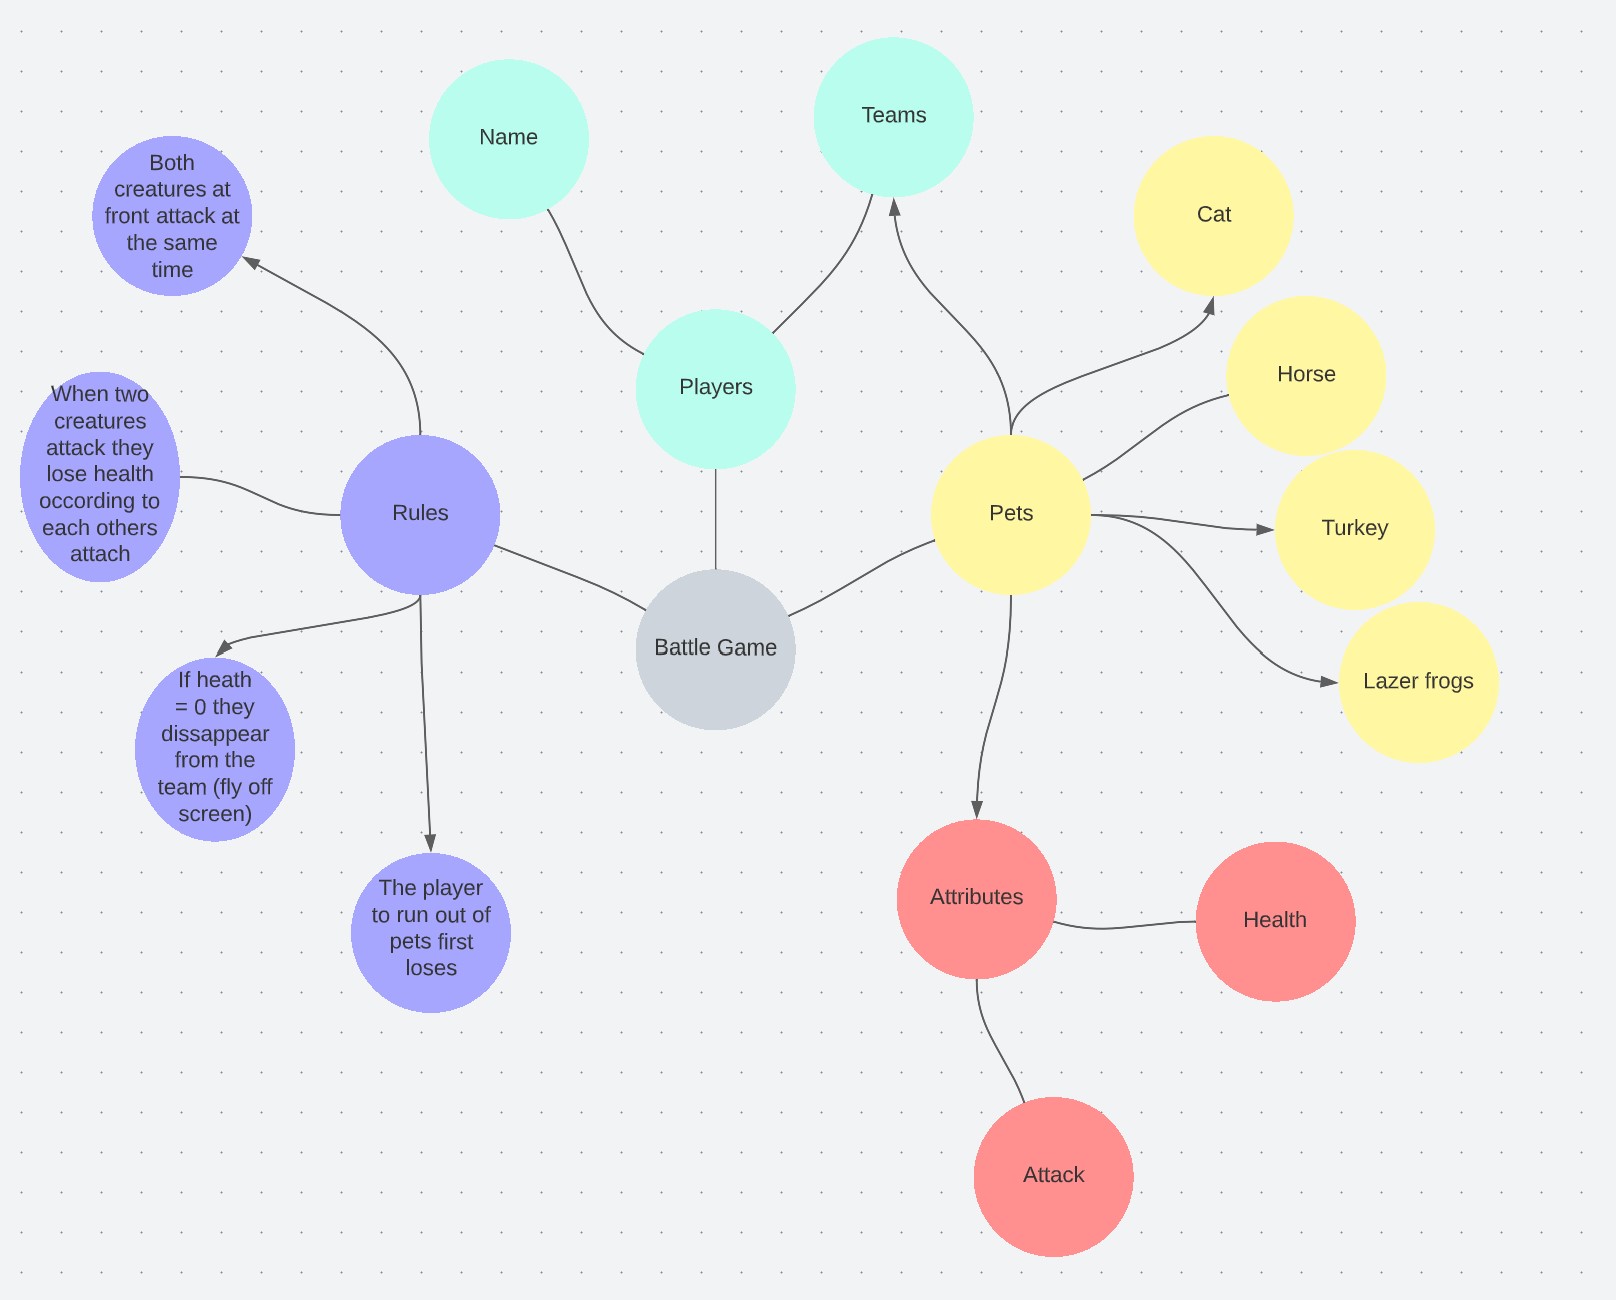 Name
Teams
Both
creatures at
front attack at
the same
time
Cat
When two
creatures
attack they
lose health
occording to
each others
attach
Players
Horse
Rules
Pets
Turkey
Battle Game
Lazer frogs
If heath
= 0 they
dissappear
from the
team (fly off
screen)
The player
to run out of
pets first
loses
Attributes
Health
Attack